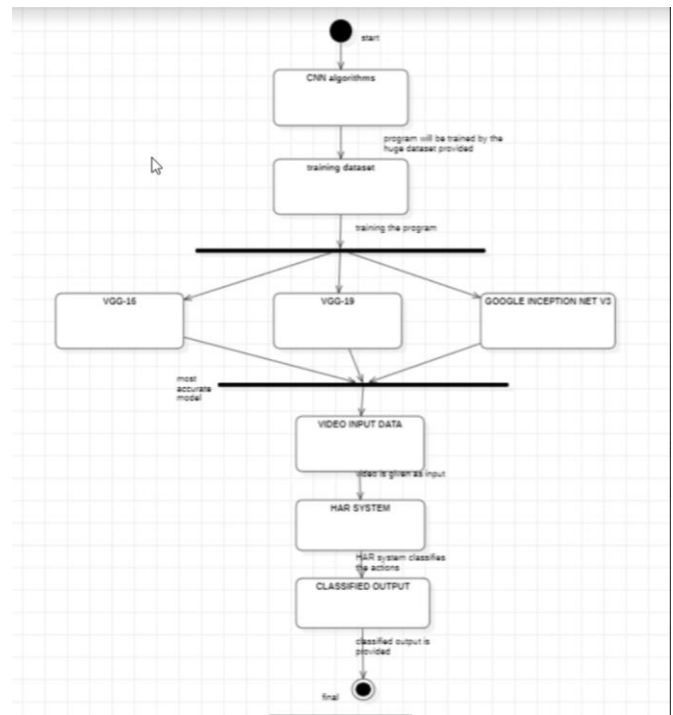 start
CNN algorithms
program will be trained by the
huge dataset provided
training dataset
training the program
VGG-16
VGG-19
GOOGLE INCEPTION NET V3
most
accurate
model
VIDEO INPUT DATA
video is given as input
HAR SYSTEM
HAR system classifies
the actions
CLASSIFIED OUTPUT
classified output is
provided
final